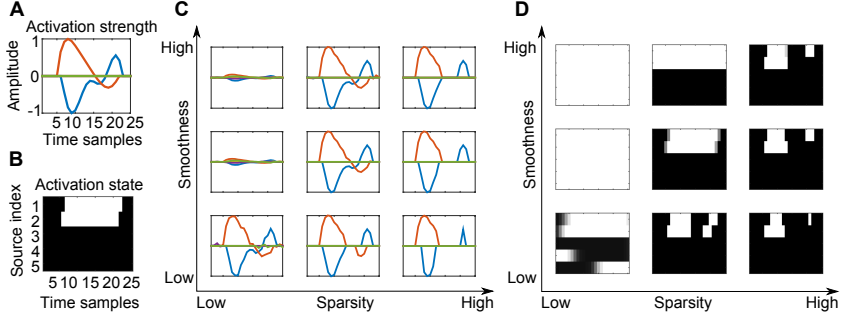 A
Activation strength
Amplitude
1
0
-1
5 10 15 20 25
Time samples
B
Activation state
Source index
1
2
3
4
5
5 10 15 20 25
Time samples
C
High
Smoothness
Low
Low Sparsity High
D
High
Smoothness
Low
Low Sparsity High